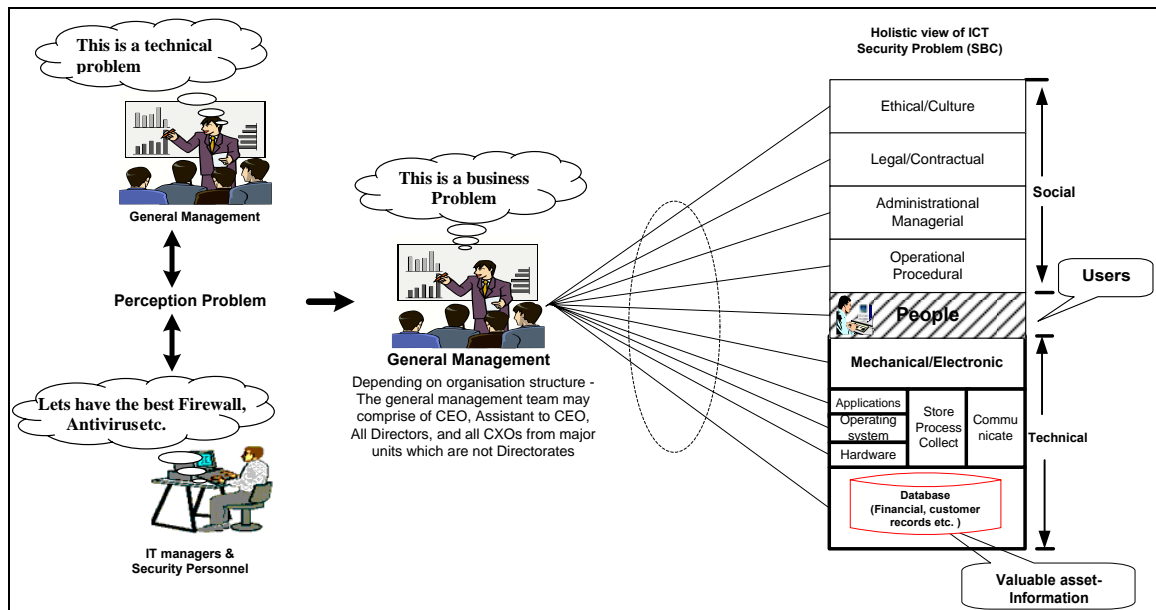 This is a technical
problem
General Management
Perception Problem
Lets have the best Firewall,
Antivirus etc.
IT managers &
Security Personnel
This is a business
Problem
General Management
Depending on organisation structure -
The general management team may
comprise of CEO, Assistant to CEO,
All Directors, and all CXOs from major
units which are not Directorates
Holistic view of ICT
Security Problem (SBC)
Ethical/Culture
Legal/Contractual
Administrational
Managerial
Operational
Procedural
People
Mechanical/Electronic
Applications
Operating
system
Hardware
Store
Process
Collect
Commu
nicate
Database
(Financial, customer
records etc. )
Social
Users
Technical
Valuable asset-
Information